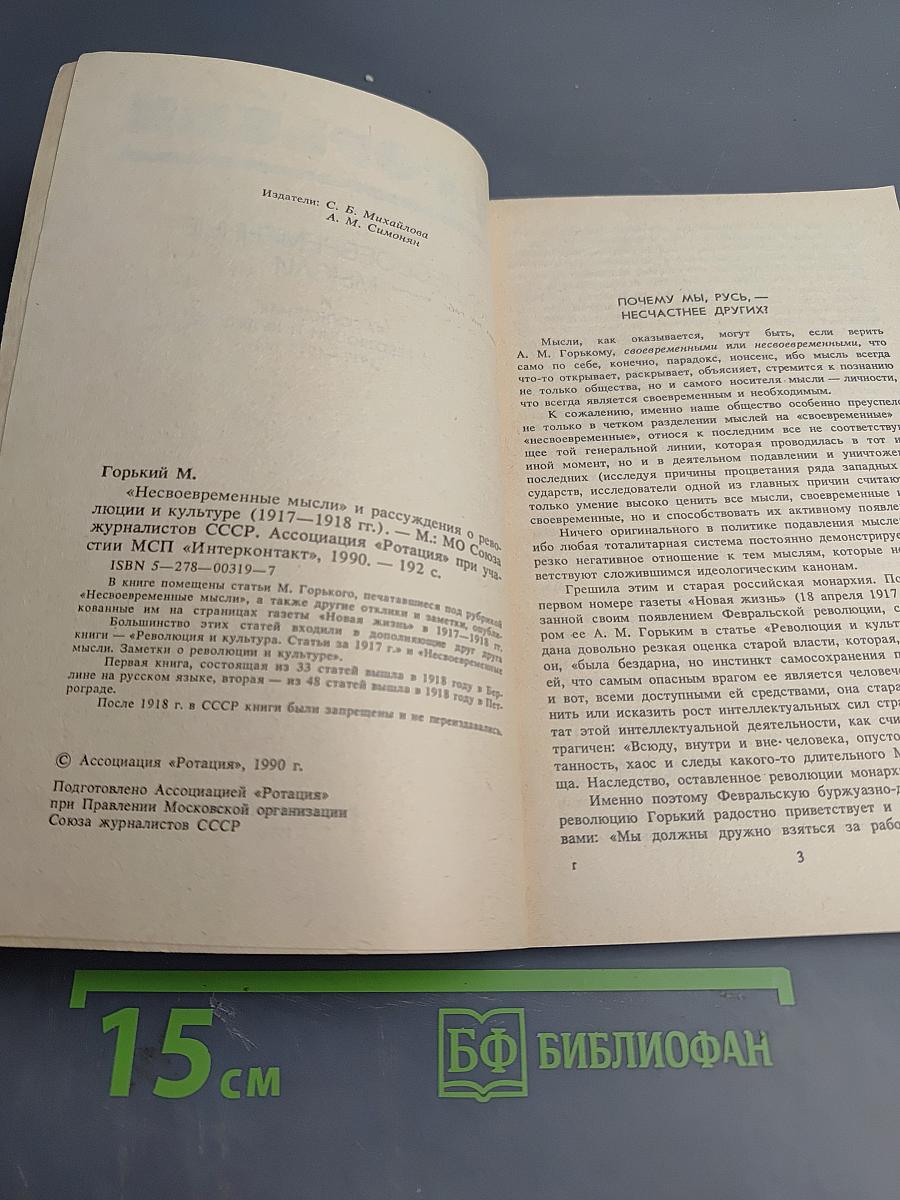 Издатели: С. Б. Михайлова
А. М. Симонян
Горький М.
«Несвоевременные мысли» и рассуждения о рево-
люции и культуре (1917—1918 гг.). — М.: МО Союза
журналистов СССР. Ассоциация «Ротация» при уча-
стии МСП «Интерконтакт», 1990. — 192 с.
ISBN 5—278—00319—7
В книге помещены статьи М. Горького, печатавшиеся под рубрикой
«Несвоевременные мысли», а также другие отклики и заметки, опубли-
кованные им на страницах газеты «Новая жизнь» в 1917—1918 гг.
Большинство этих статей входили в дополняющие друг друга
книги — «Революция и культура. Статьи за 1917 г.» и «Несвоевременные
мысли. Заметки о революции и культуре».
Первая книга, состоящая из 33 статей вышла в 1918 году в Бер-
лине на русском языке, вторая — из 48 статей вышла в 1918 году в Пет-
рограде.
После 1918 г. в СССР книги были запрещены и не переиздавались.
© Ассоциация «Ротация», 1990 г.
Подготовлено Ассоциацией «Ротация»
при Правлении Московской организации
Союза журналистов СССР
ПОЧЕМУ МЫ, РУСЬ, —
НЕСЧАСТНЕЕ ДРУГИХ?
Мысли, как оказывается, могут быть, если верить
А. М. Горькому, своевременными или несвоевременными, что
само по себе, конечно, парадокс, нонсенс, ибо мысль всегда
что-то открывает, раскрывает, объясняет, стремится к познанию
не только общества, но и самого носителя мысли — личности,
что всегда является своевременным и необходимым.
К сожалению, именно наше общество особенно преуспело
не только в четком разделении мыслей на «своевременные»
«несвоевременные», относя к последним все не соответствую
щее той генеральной линии, которая проводилась в тот и
иной момент, но и в деятельном подавлении и уничтожен
последних (исследуя причины процветания ряда западных
сударств, исследователи одной из главных причин считаю
только умение высоко ценить все мысли, своевременные и
своевременные, но и способствовать их активному появле
Ничего оригинального в политике подавления мысле
ибо любая тоталитарная система постоянно демонстрируе
резко негативное отношение к тем мыслям, которые не
ветствуют сложившимся идеологическим канонам.
Грешила этим и старая российская монархия. По
первом номере газеты «Новая жизнь» (18 апреля 1917
занной своим появлением Февральской революции, с
ром ее А. М. Горьким в статье «Революция и культ
дана довольно резкая оценка старой власти, которая,
он, «была бездарна, но инстинкт самосохранения п
ей, что самым опасным врагом ее является человече
и вот, всеми доступными ей средствами, она стара
нить или исказить рост интеллектуальных сил стра
тат этой интеллектуальной деятельности, как счи
трагичен: «Всюду, внутри и вне человека, опусто
танность, хаос и следы какого-то длительного М
ща. Наследство, оставленное революции монарх
Именно поэтому Февральскую буржуазно-д
революцию Горький радостно приветствует и
вами: «Мы должны дружно взяться за рабо
г
3
15 см
БФ БИБЛИОФАН